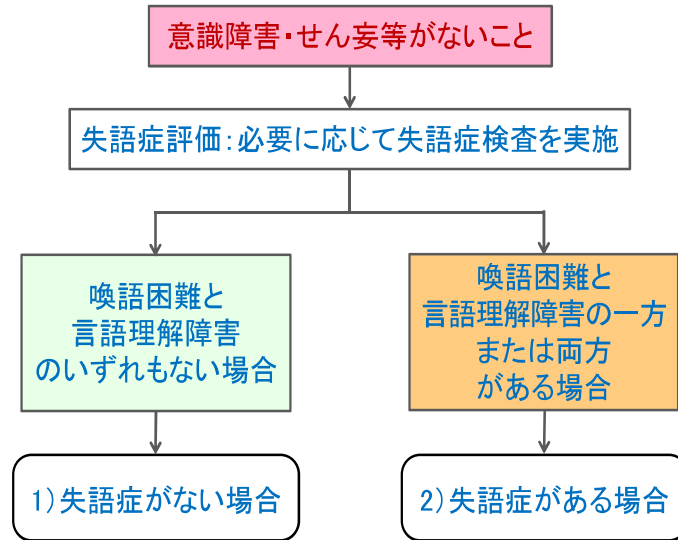 意識障害・せん妄等がないこと
失語症評価：必要に応じて失語症検査を実施
喚語困難と
言語理解障害
のいずれもない場合
喚語困難と
言語理解障害の一方
または両方
がある場合
1）失語症がない場合
2）失語症がある場合